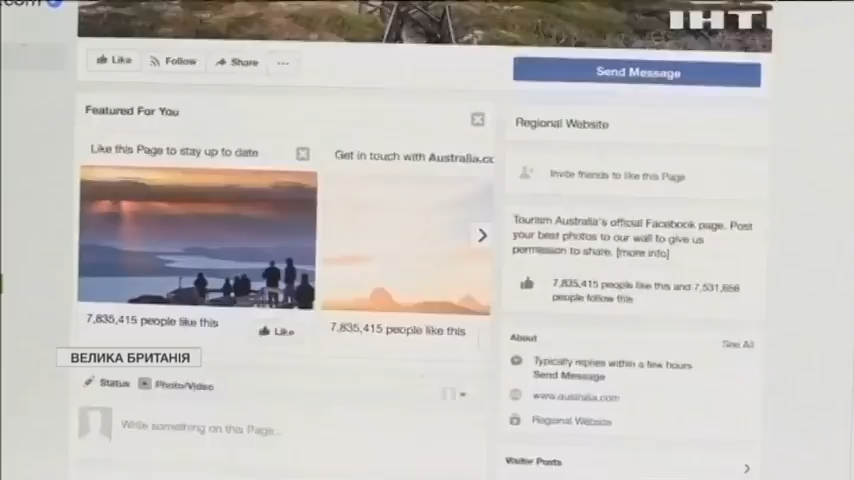 .com
ІНТ
Like
Follow
Share
...
Send Message
Featured For You
Like this Page to stay up to date
Get in touch with Australia.cc
7,835,415 people like this
Like
7,835,415 people like this
ВЕЛИКА БРИТАНІЯ
Status
Photo/Video
Write something on this Page...
Regional Website
Invite friends to like this Page
Tourism Australia's official Facebook page. Post
your best photos to our wall to give us
permission to share. [more info]
7,835,415 people like this and 7,531,656
people follow this
About
See All
Typically replies within a few hours
Send Message
www.australia.com
Regional Website
Visitor Posts